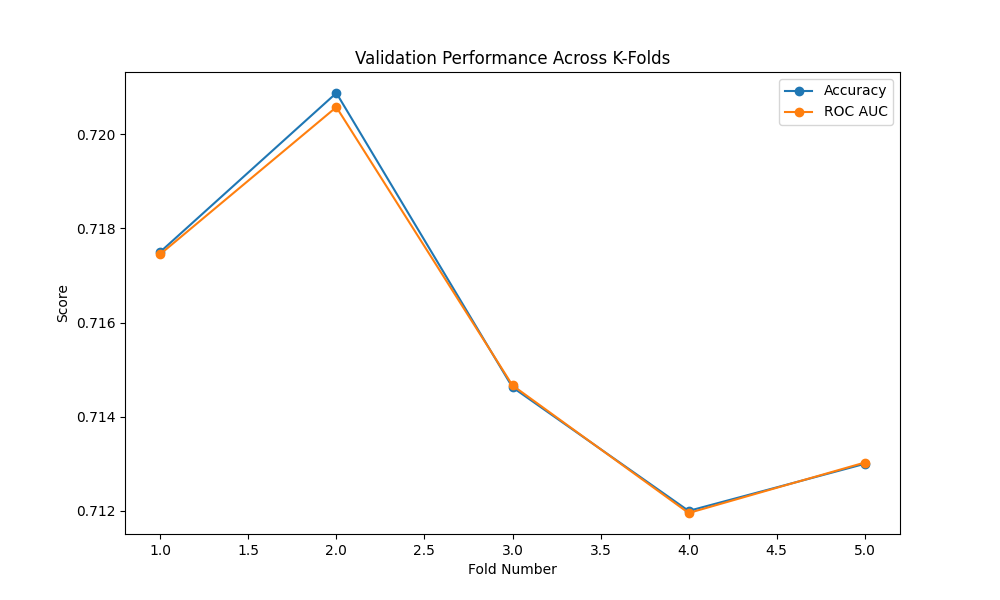 Validation Performance Across K-Folds
Accuracy
ROC AUC
0.720
0.718
0.716
0.714
0.712
Score
1.0 1.5 2.0 2.5 3.0 3.5 4.0 4.5 5.0
Fold Number